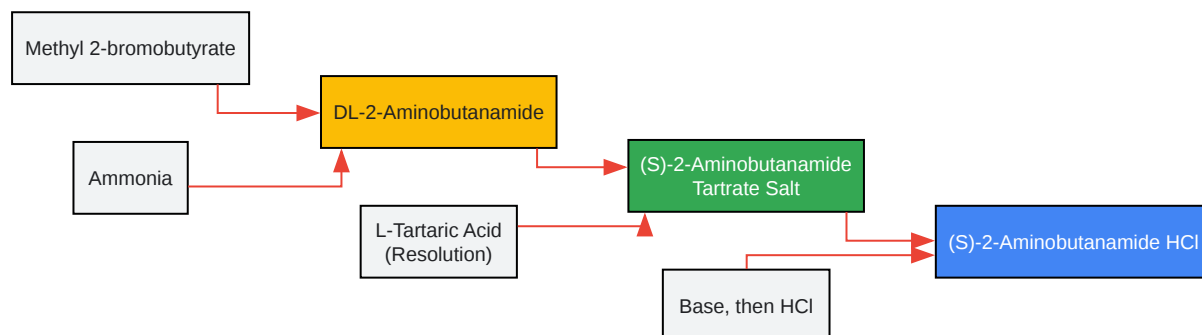 Methyl 2-bromobutyrate
DL-2-Aminobutanamide
Ammonia
(S)-2-Aminobutanamide
Tartrate Salt
L-Tartaric Acid
(Resolution)
(S)-2-Aminobutanamide HCl
Base, then HCl